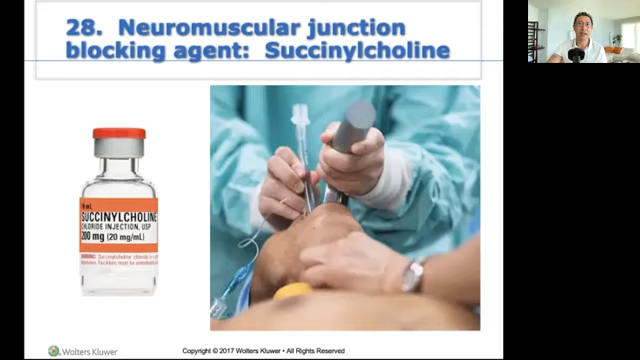 28. Neuromuscular junction
blocking agent: Succinylcholine
SUCCINYLCHOLINE
CHLORIDE INJECTION, USP
200 mg (20 mg/mL)
Wolters Kluwer
Copyright © 2017 Wolters Kluwer • All Rights Reserved